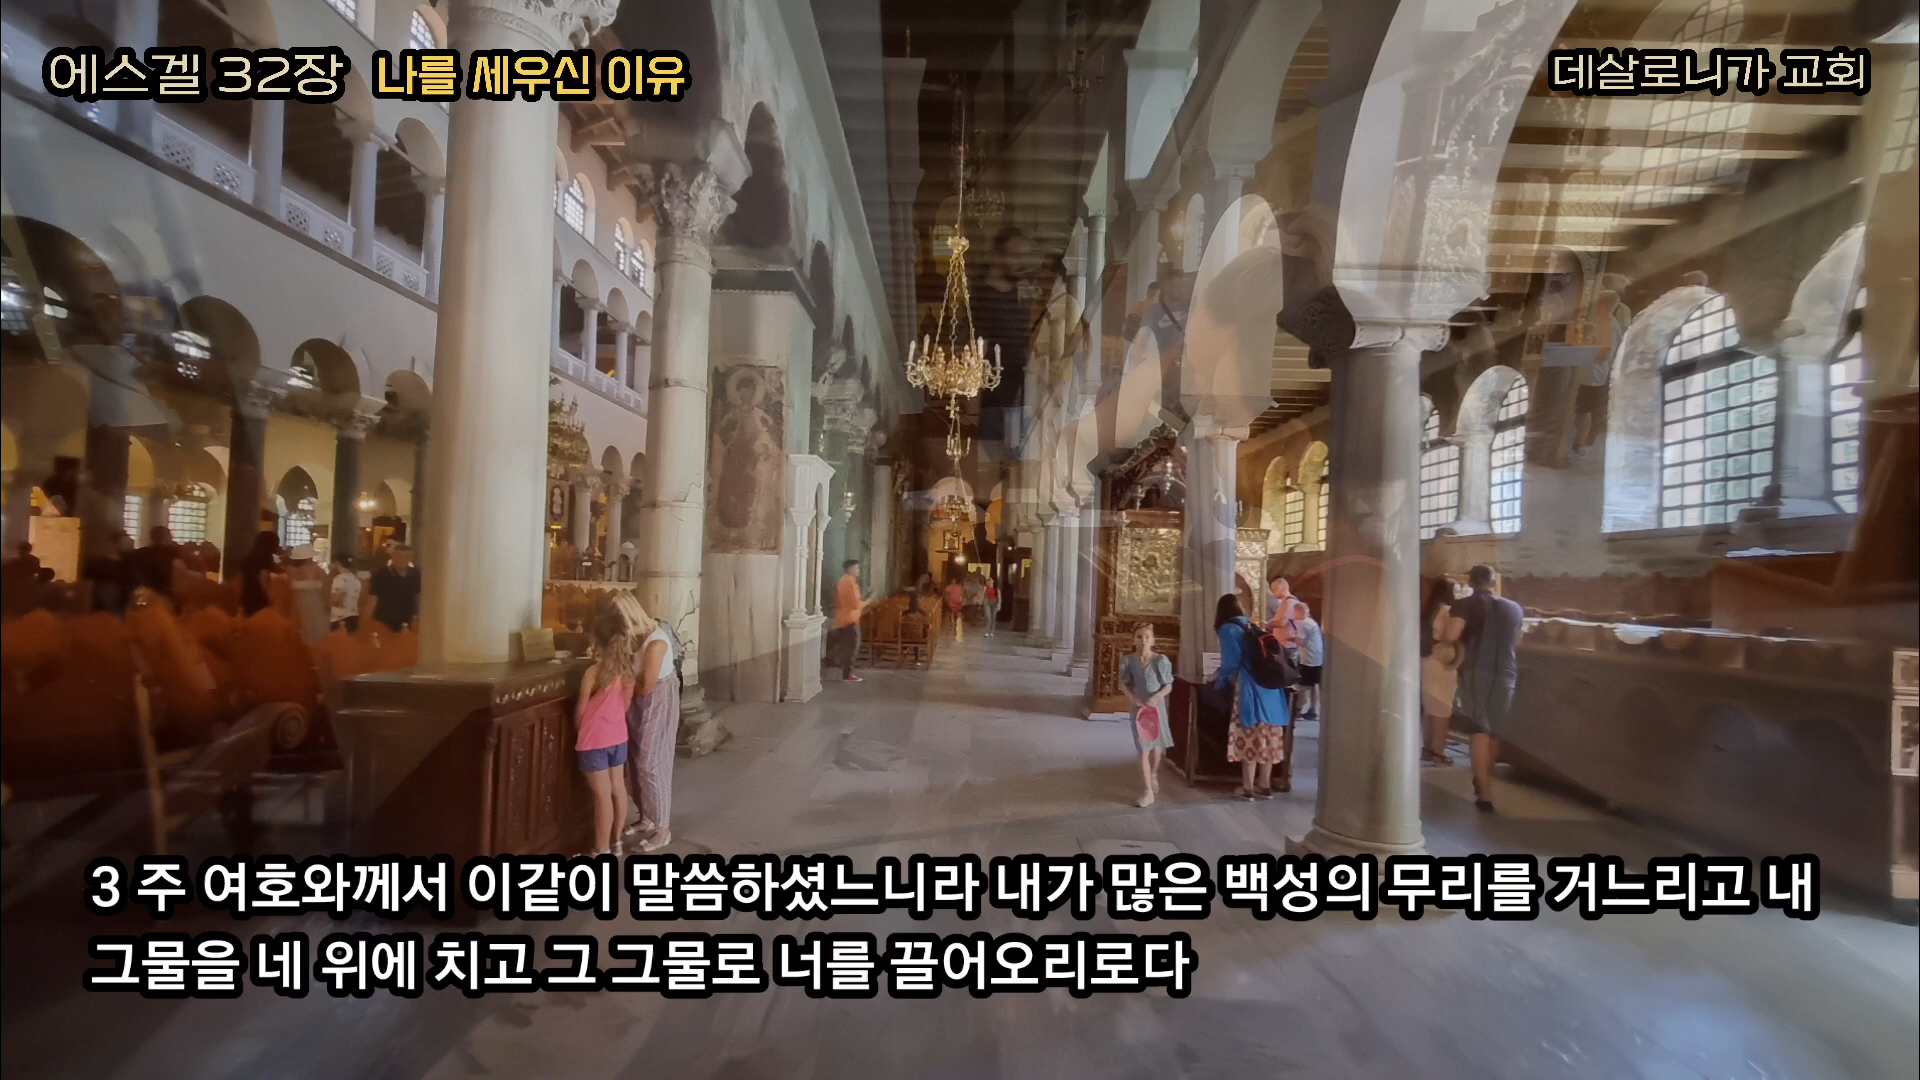 에스겔 32장 나를 세우신 이유
데살로니가 교회
3 주 여호와께서 이같이 말씀하셨느니라 내가 많은 백성의 무리를 거느리고 내
그물을 네 위에 치고 그 그물로 너를 끌어오리로다